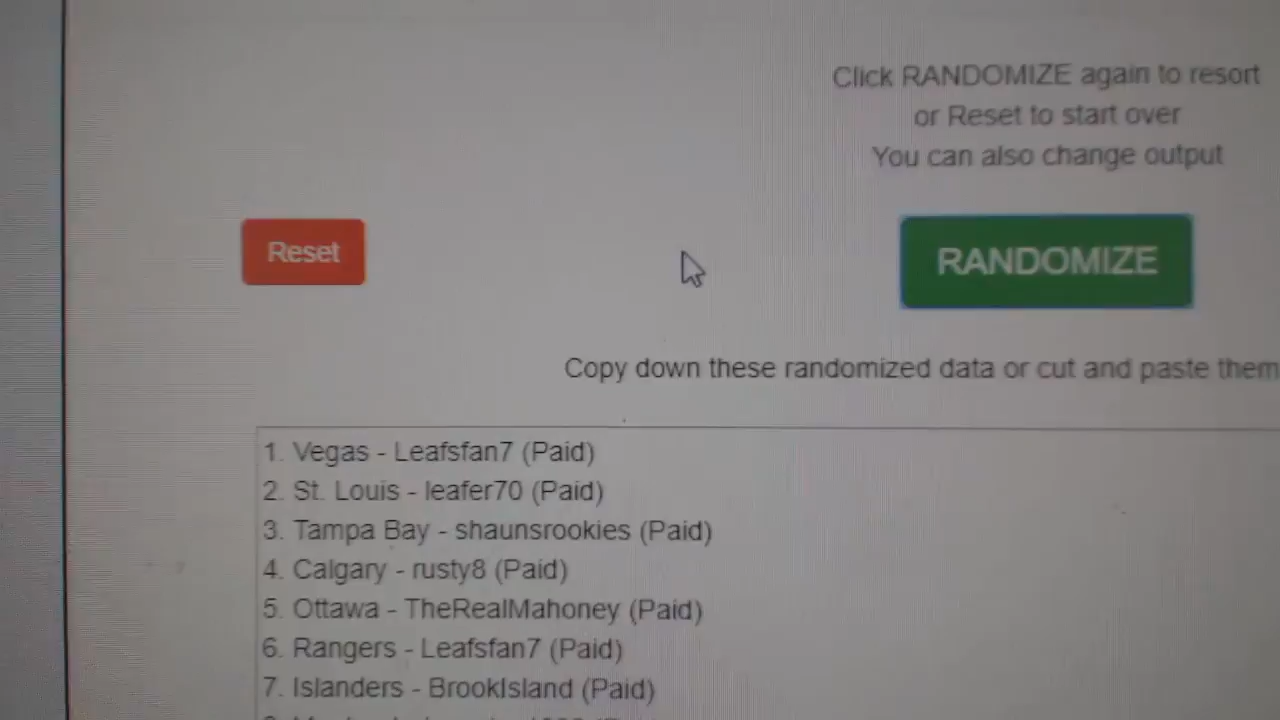 Click RANDOMIZE again to resort
or Reset to start over
You can also change output
Reset
RANDOMIZE
Copy down these randomized data or cut and paste them
1. Vegas - Leafsfan7 (Paid)
2. St. Louis - leafer70 (Paid)
3. Tampa Bay - shaunsrookies (Paid)
4. Calgary - rusty8 (Paid)
5. Ottawa - TheRealMahoney (Paid)
6. Rangers - Leafsfan7 (Paid)
7. Islanders - BrookIsland (Paid)